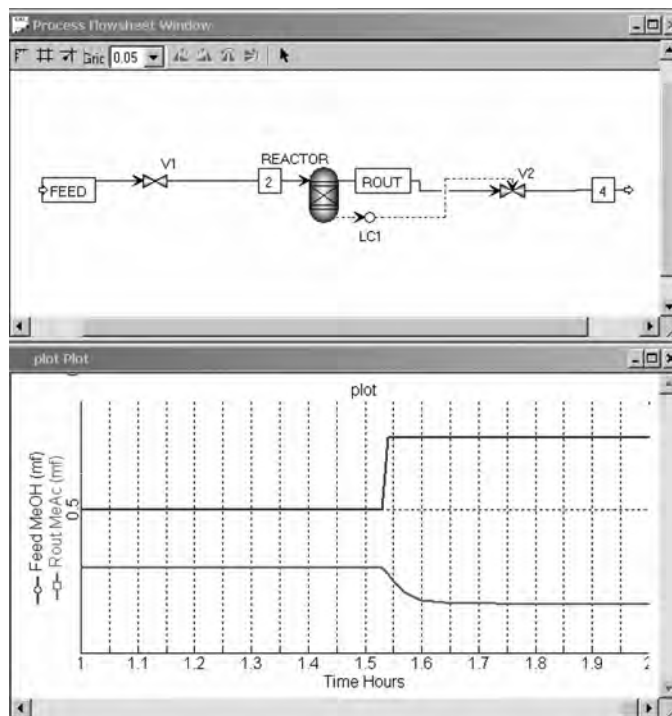 Process Flowsheet Window
Grid 0.05
V1
REACTOR
V2
FEED
2
ROUT
4
LC1
plot Plot
plot
Feed MeOH (mf)
Rout MeAc (mf)
0.5
1 1.1 1.2 1.3 1.4 1.5 1.6 1.7 1.8 1.9 2
Time Hours